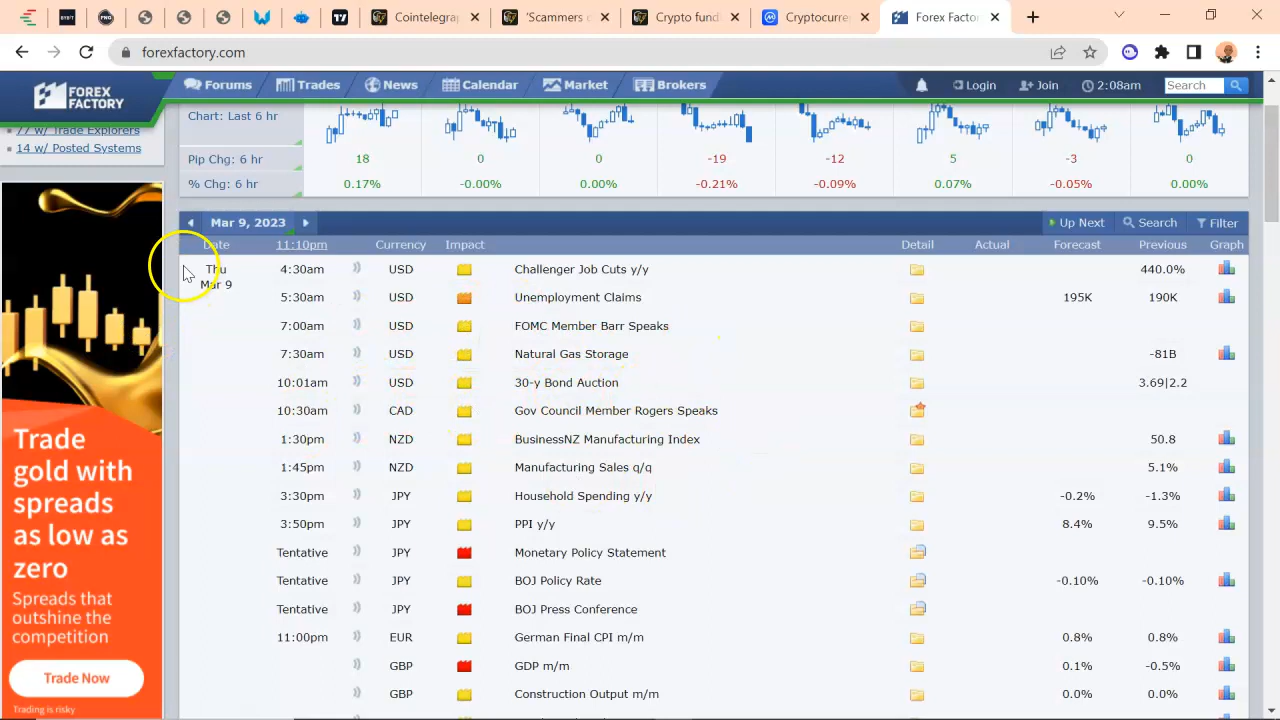 Cointelegrap
'Scammers c
Crypto fund
Cryptocurre
Forex Facto
forexfactory.com
FOREX FACTORY
Forums
Trades
News
Calendar
Market
Brokers
Login
Join
2:08am
Search
77 w/ Trade Explorers
14 w/ Posted Systems
Chart: Last 6 hr
Pip Chg: 6 hr 18 0 0 -19 -12 5 -3 0
% Chg: 6 hr 0.17% -0.00% 0.00% -0.21% -0.09% 0.07% -0.05% 0.00%
Mar 9, 2023 Up Next Search Filter
Date 11:10pm Currency Impact Detail Actual Forecast Previous Graph
Thu 4:30am USD Challenger Job Cuts y/y 440.0%
Mar 9
5:30am USD Unemployment Claims 195K 190K
7:00am USD FOMC Member Barr Speaks
7:30am USD Natural Gas Storage -81B
10:01am USD 30-y Bond Auction 3.69|2.2
10:30am CAD Gov Council Member Rogers Speaks
1:30pm NZD BusinessNZ Manufacturing Index 50.8
1:45pm NZD Manufacturing Sales q/q 5.1%
3:30pm JPY Household Spending y/y -0.2% -1.3%
3:50pm JPY PPI y/y 8.4% 9.5%
Tentative JPY Monetary Policy Statement
Tentative JPY BOJ Policy Rate -0.10% -0.10%
Tentative JPY BOJ Press Conference
11:00pm EUR German Final CPI m/m 0.8% 0.8%
GBP GDP m/m 0.1% -0.5%
GBP Construction Output m/m 0.0% 0.0%
Trade
gold with
spreads
as low as
zero
Spreads that
outshine the
competition
Trade Now
Trading is risky